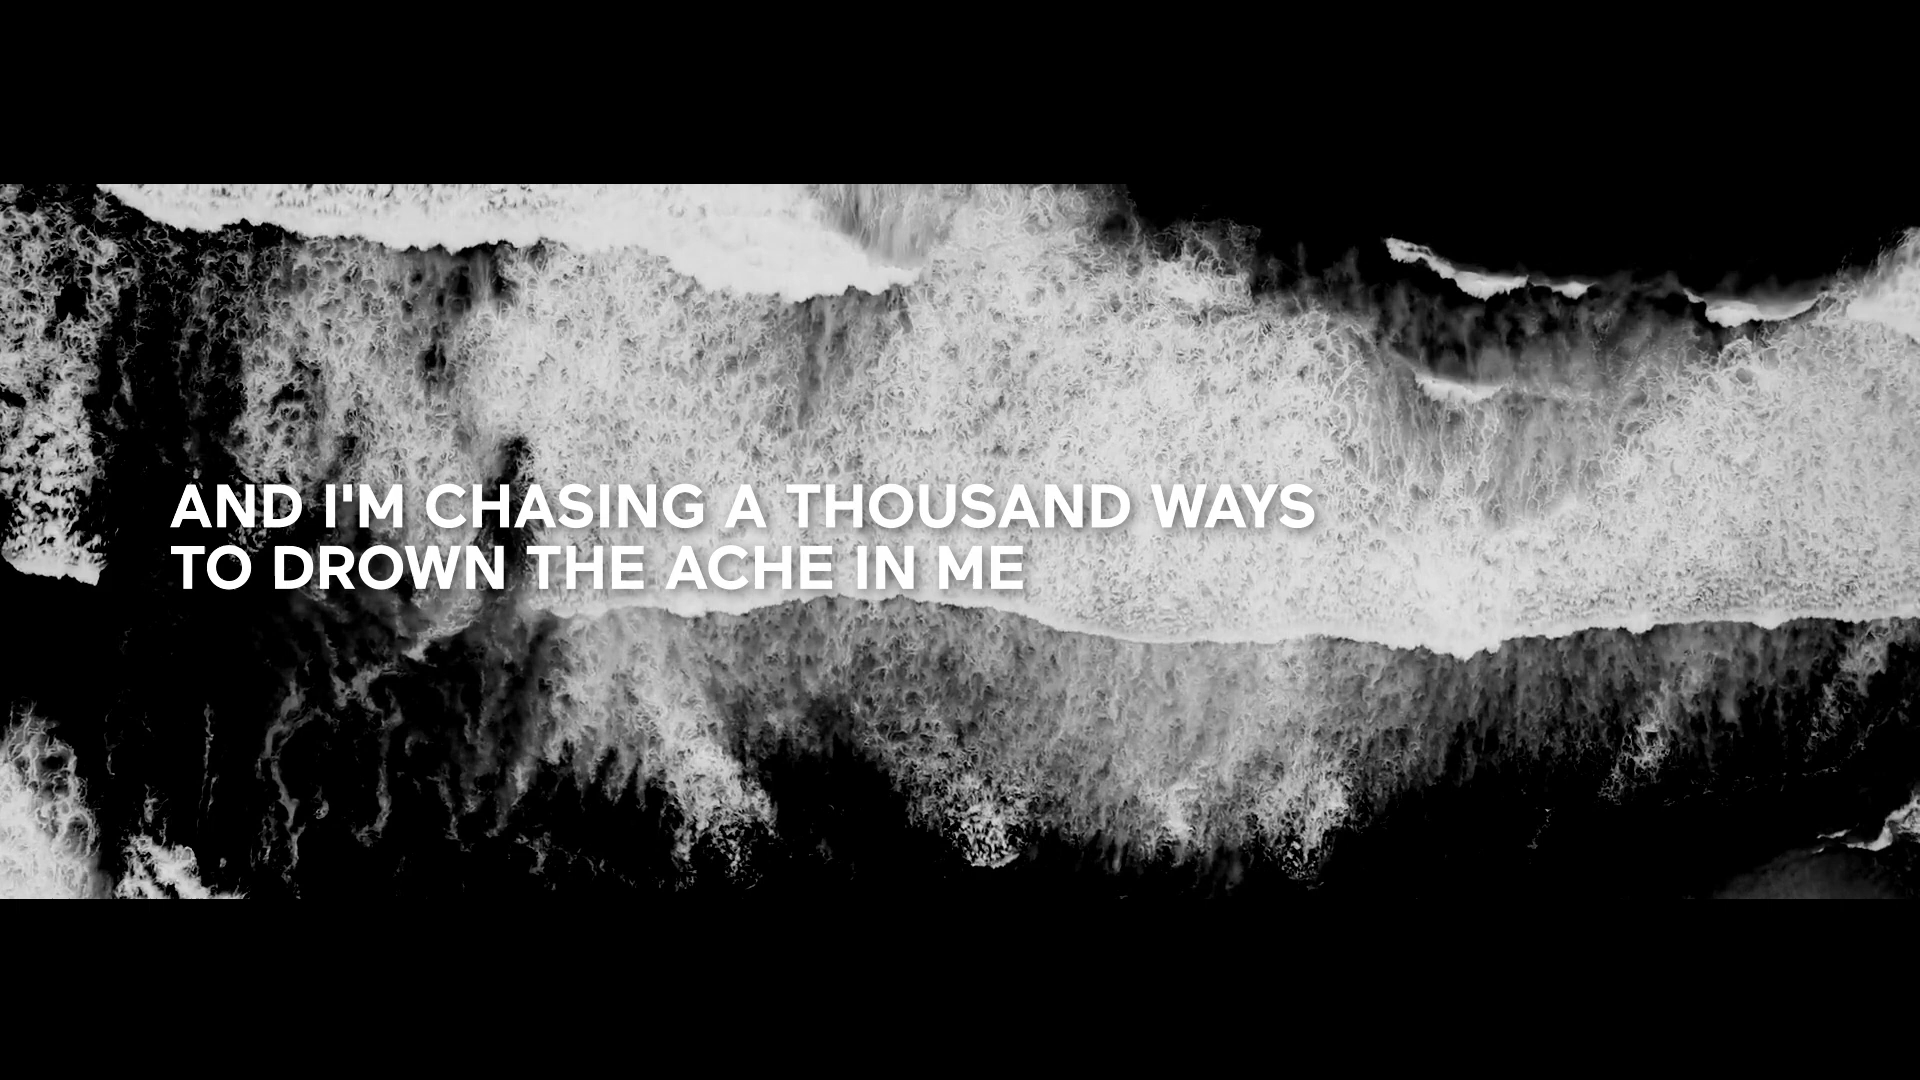 AND I'M CHASING A THOUSAND WAYS
TO DROWN THE ACHE IN ME